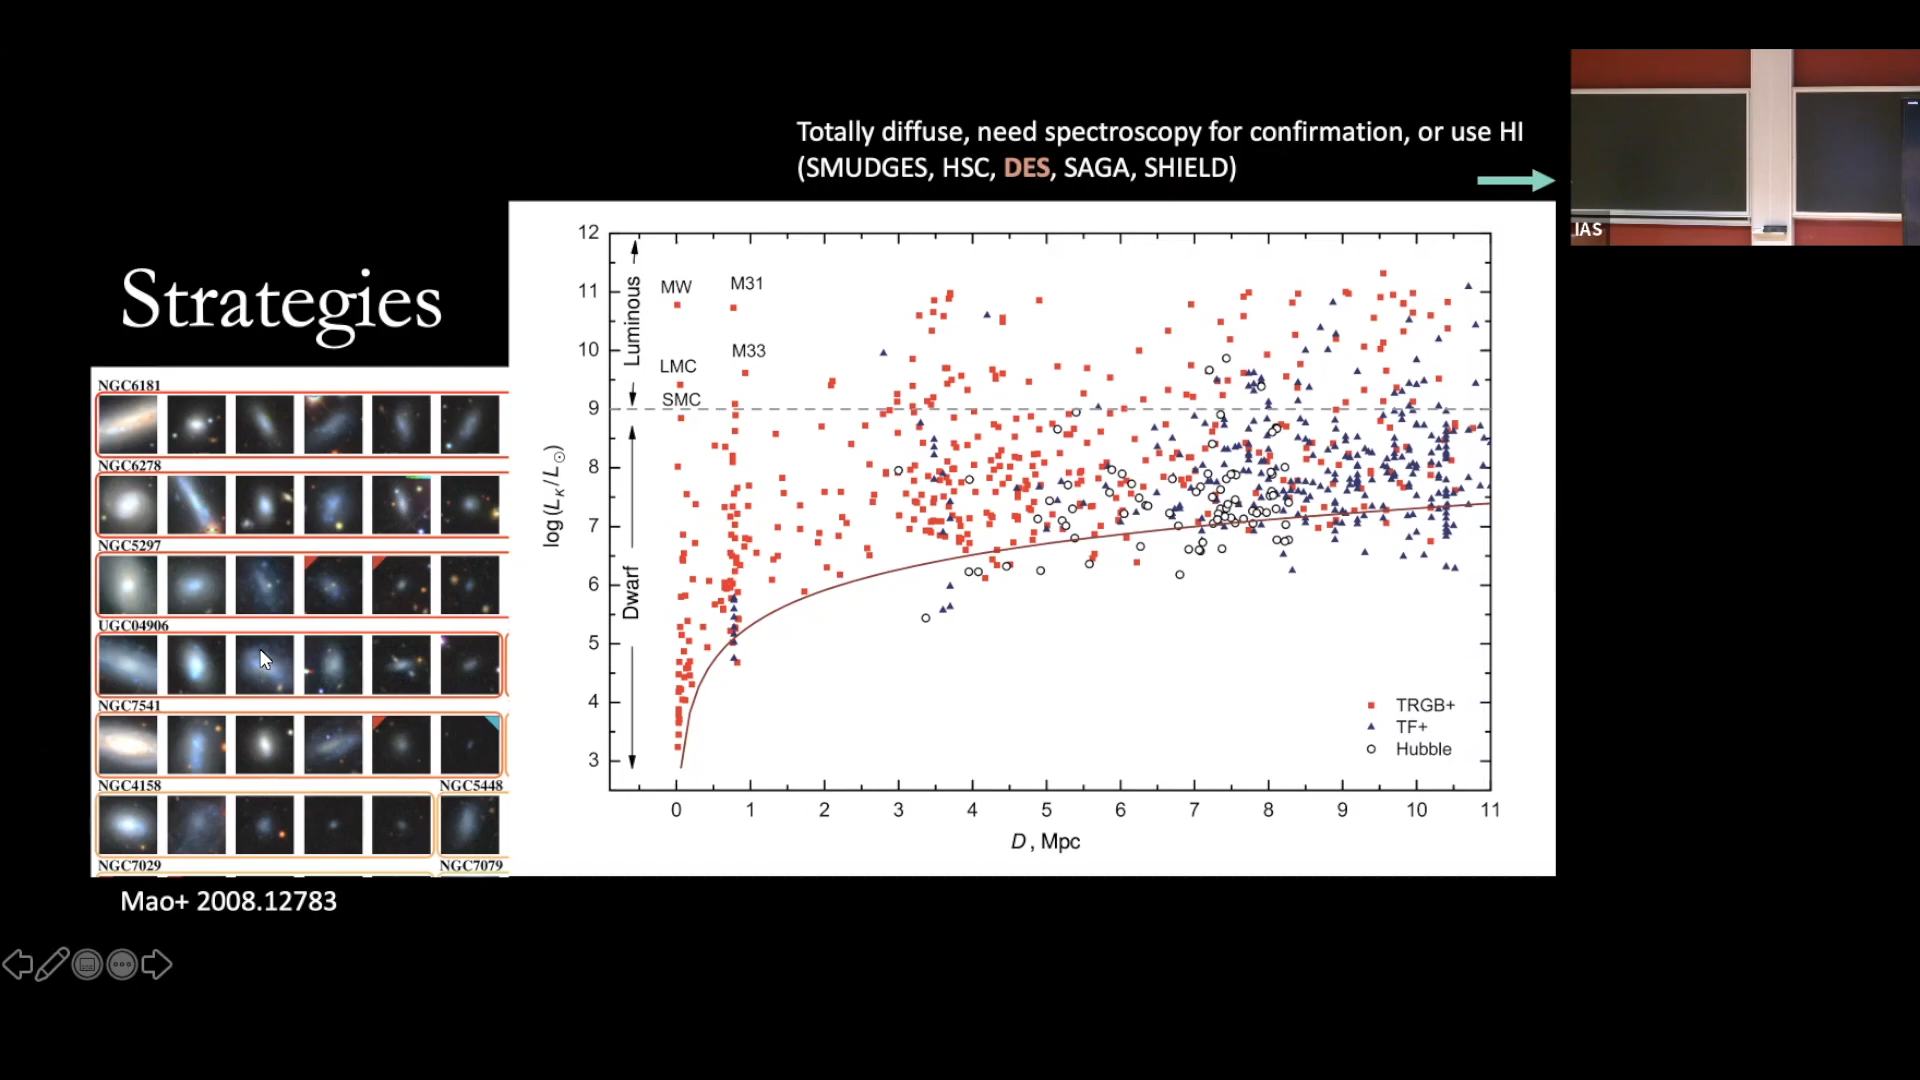 Totally diffuse, need spectroscopy for confirmation, or use HI
(SMUDGES, HSC, DES, SAGA, SHIELD)
IAS
Strategies
NGC6181
NGC6278
NGC5297
UGC04906
NGC7541
NGC4158
NGC5448
NGC7029
NGC7079
Mao+ 2008.12783
12
11
10
9
8
7
6
5
4
3
log (L_K / L_☉)
Luminous
Dwarf
MW
M31
M33
LMC
SMC
TRGB+
TF+
Hubble
0 1 2 3 4 5 6 7 8 9 10 11
D , Mpc